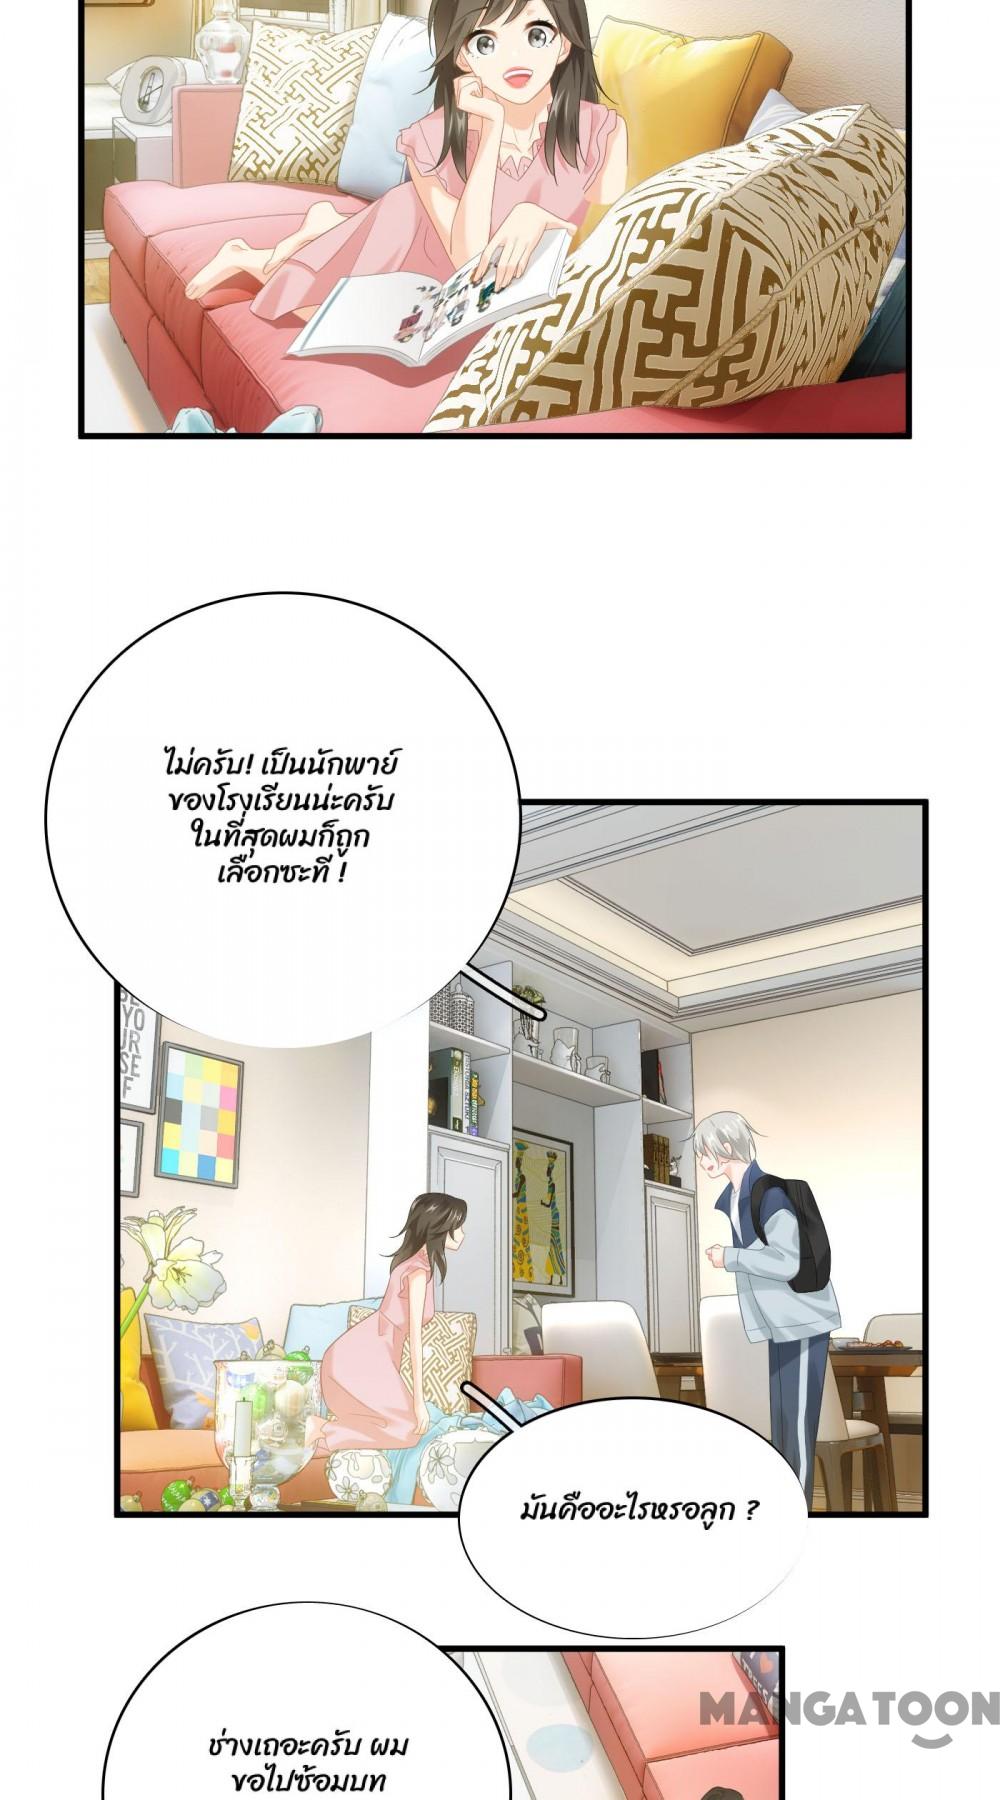 ไม่ครับ! เป็นนักพาย์
ของโรงเรียนน่ะครับ
ในที่สุดผมก็ถูก
เลือกซะที !
BE
YO
UR
SE
F
มันคืออะไรหรอลูก ?
MANGATOON
ช่างเถอะครับ ผม
ขอไปซ้อมบท